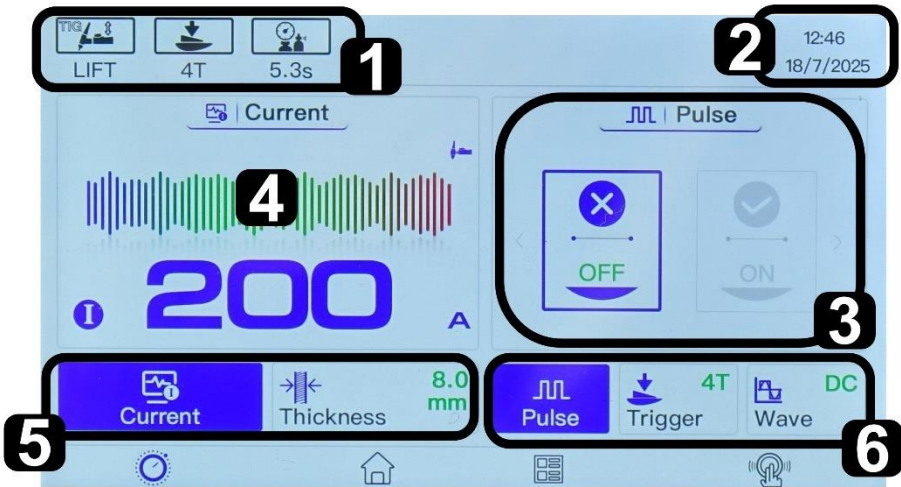 TIG
LIFT 4T 5.3s
1
2
12:46
18/7/2025
Current
4
I 200 A
Pulse
OFF
ON
3
5
I
Current
Thickness
8.0
mm
Pulse
Trigger
4T
Wave
DC
6